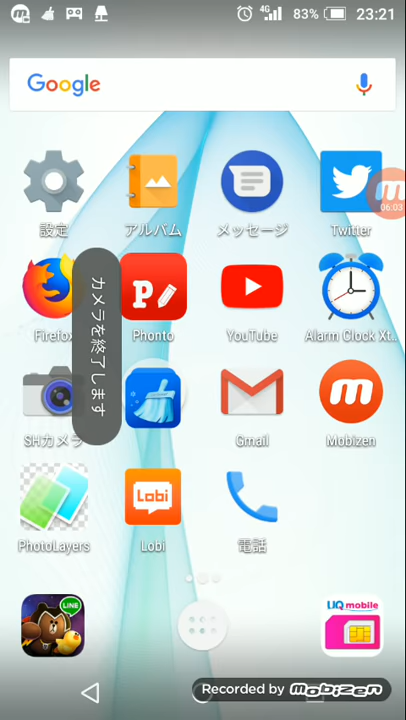 4G
83%
23:21
Google
設定
アルバム
メッセージ
Twitter
06:03
Firefox
Phonto
YouTube
Alarm Clock Xt...
カメラを終了します
SHカメラ
Gmail
Mobizen
Lobi
PhotoLayers
Lobi
電話
LINE
UQ mobile
Recorded by mobizen